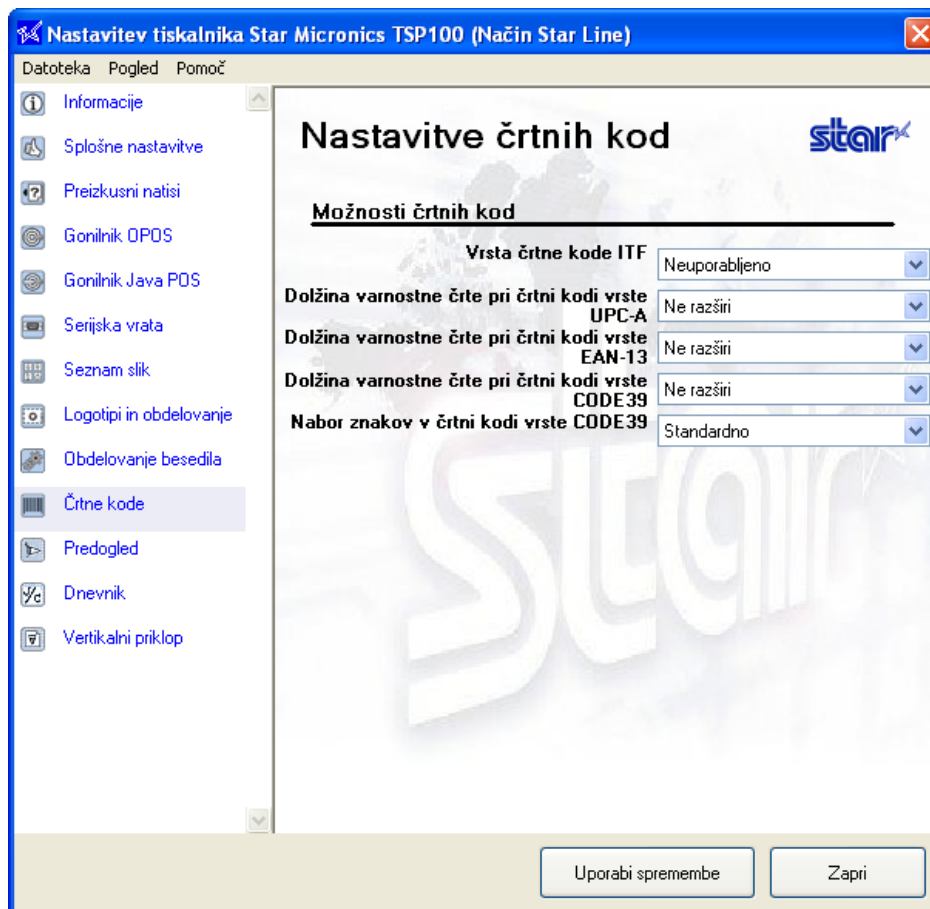 Nastavitev tiskalnika Star Micronics TSP100 (Način Star Line)
Datoteka Pogled Pomoč
Informacije
Splošne nastavitve
Preizkusni natisi
Gonilnik OPOS
Gonilnik Java POS
Serijska vrata
Seznam slik
Logotipi in obdelovanje
Obdelovanje besedila
Črtne kode
Predogled
Dnevnik
Vertikalni priklop
Nastavitve črtnih kod
star
Možnosti črtnih kod
Vrsta črtne kode ITF
Neuporabljeno
Dolžina varnostne črte pri črtni kodi vrste
UPC-A
Ne razširi
Dolžina varnostne črte pri črtni kodi vrste
EAN-13
Ne razširi
Dolžina varnostne črte pri črtni kodi vrste
CODE39
Ne razširi
Nabor znakov v črtni kodi vrste CODE39
Standardno
star
Uporabi spremembe
Zapri